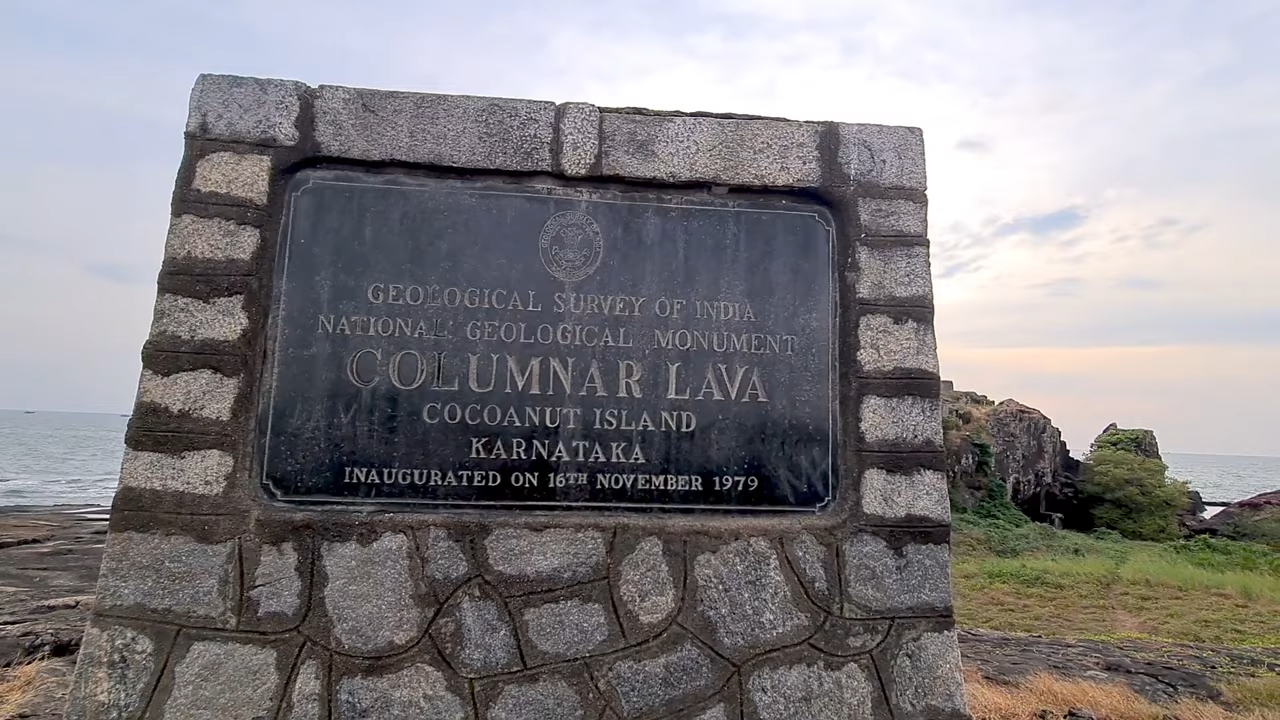 GEOLOGICAL SURVEY OF INDIA
NATIONAL GEOLOGICAL MONUMENT
COLUMNAR LAVA
COCOANUT ISLAND
KARNATAKA
INAUGURATED ON 16TH NOVEMBER 1979